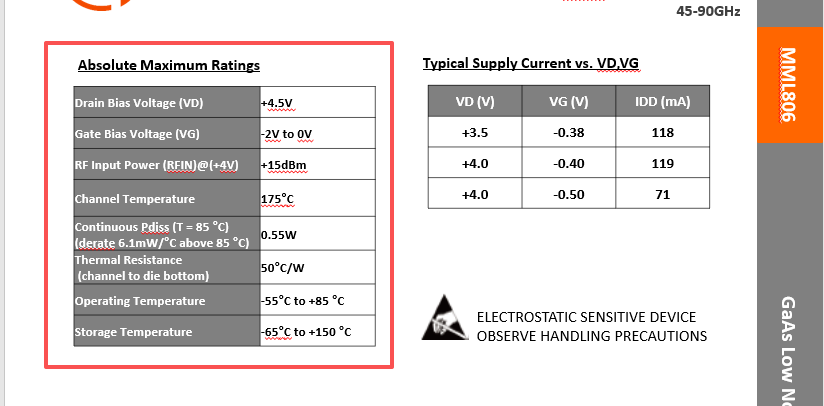 45-90GHz
Absolute Maximum Ratings
Drain Bias Voltage (VD) +4.5V
Gate Bias Voltage (VG) -2V to 0V
RF Input Power (RFIN)@(+4V) +15dBm
Channel Temperature 175°C
Continuous Pdiss (T = 85 °C)
(derate 6.1mW/°C above 85 °C) 0.55W
Thermal Resistance
(channel to die bottom) 50°C/W
Operating Temperature -55°C to +85 °C
Storage Temperature -65°C to +150 °C
Typical Supply Current vs. VD,VG
VD (V) VG (V) IDD (mA)
+3.5 -0.38 118
+4.0 -0.40 119
+4.0 -0.50 71
ELECTROSTATIC SENSITIVE DEVICE
OBSERVE HANDLING PRECAUTIONS
MML806
GaAs Low